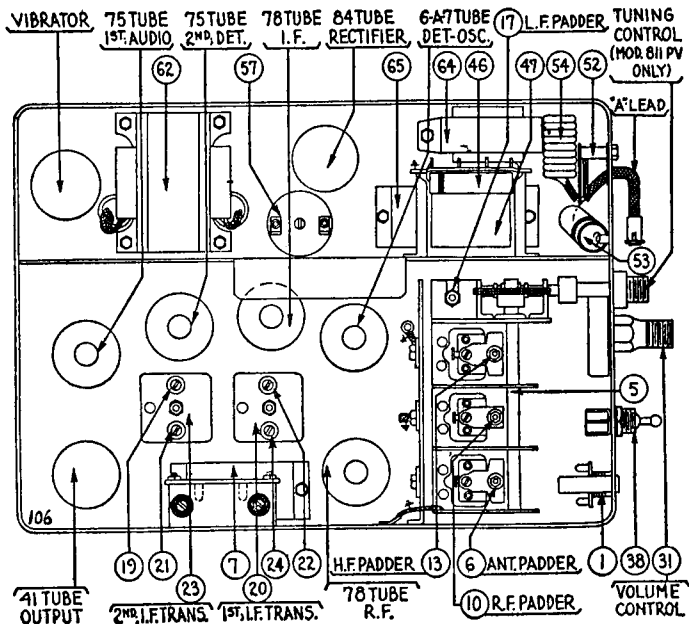 VIBRATOR
75 TUBE
1ST. AUDIO
75 TUBE
2ND. DET.
78 TUBE
I.F.
84 TUBE
RECTIFIER
6-A-7 TUBE
DET-OSC.
17 L.F. PADDER
TUNING
CONTROL
(MOD. 811 PV
ONLY)
62
57
65
64
46
47
54
52
"A" LEAD
53
5
106
19
21
23
7
20
24
22
H.F. PADDER 13
6 ANT. PADDER
1
38
31
41 TUBE
OUTPUT
2ND. I.F. TRANS.
1ST. I.F. TRANS.
78 TUBE
R.F.
10 R.F. PADDER
VOLUME
CONTROL